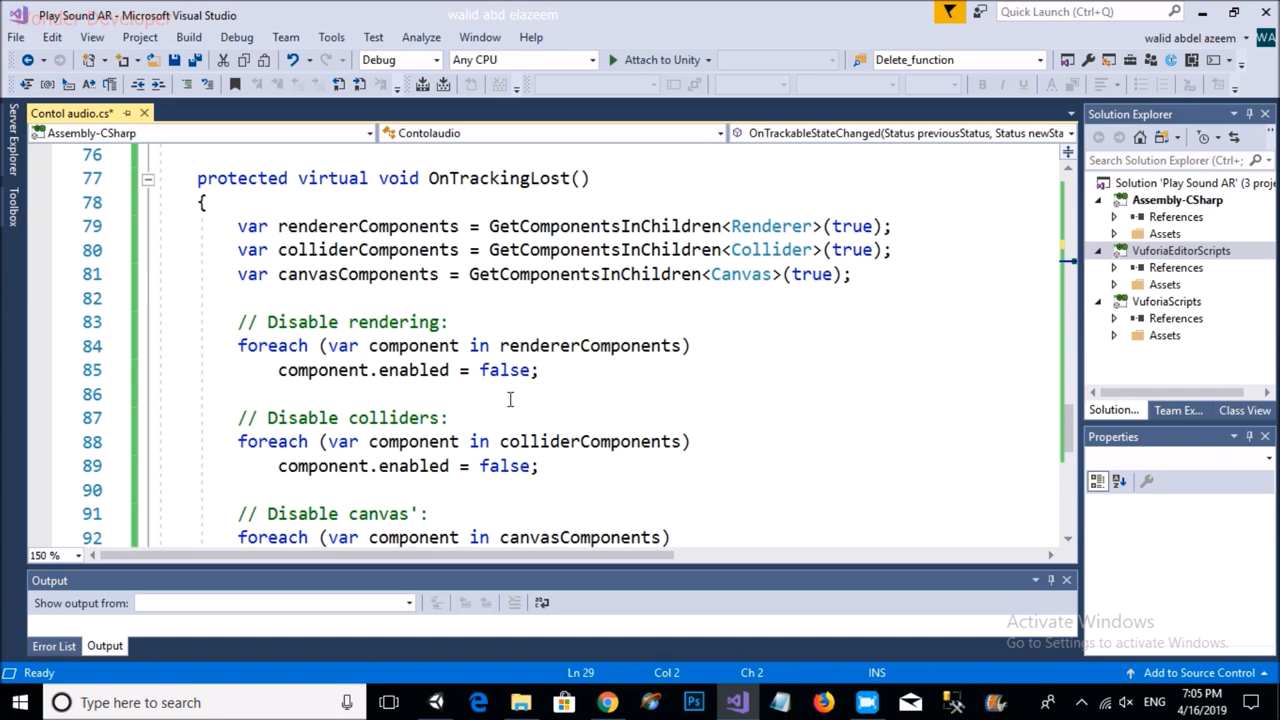 walid abd elazeem
Play Sound AR - Microsoft Visual Studio
Quick Launch (Ctrl+Q)
File Edit View Project Build Debug Team Tools Test Analyze Window Help
walid abdel azeem WA
Debug Any CPU Attach to Unity Delete_function
Contol audio.cs*
Assembly-CSharp Contolaudio OnTrackableStateChanged(Status previousStatus, Status newSta
Server Explorer
Toolbox
76
77 protected virtual void OnTrackingLost()
78 {
79 var rendererComponents = GetComponentsInChildren<Renderer>(true);
80 var colliderComponents = GetComponentsInChildren<Collider>(true);
81 var canvasComponents = GetComponentsInChildren<Canvas>(true);
82
83 // Disable rendering:
84 foreach (var component in rendererComponents)
85 component.enabled = false;
86
87 // Disable colliders:
88 foreach (var component in colliderComponents)
89 component.enabled = false;
90
91 // Disable canvas':
92 foreach (var component in canvasComponents)
150 %
Output
Show output from:
Error List Output
Solution Explorer
Search Solution Explorer (Ctrl+;
Solution 'Play Sound AR' (3 proje
Assembly-CSharp
References
Assets
VuforiaEditorScripts
References
Assets
VuforiaScripts
References
Assets
Solution... Team Ex... Class View
Properties
Activate Windows
Go to Settings to activate Windows.
Ready Ln 29 Col 2 Ch 2 INS Add to Source Control
Type here to search
Ps
ENG
7:05 PM
4/16/2019